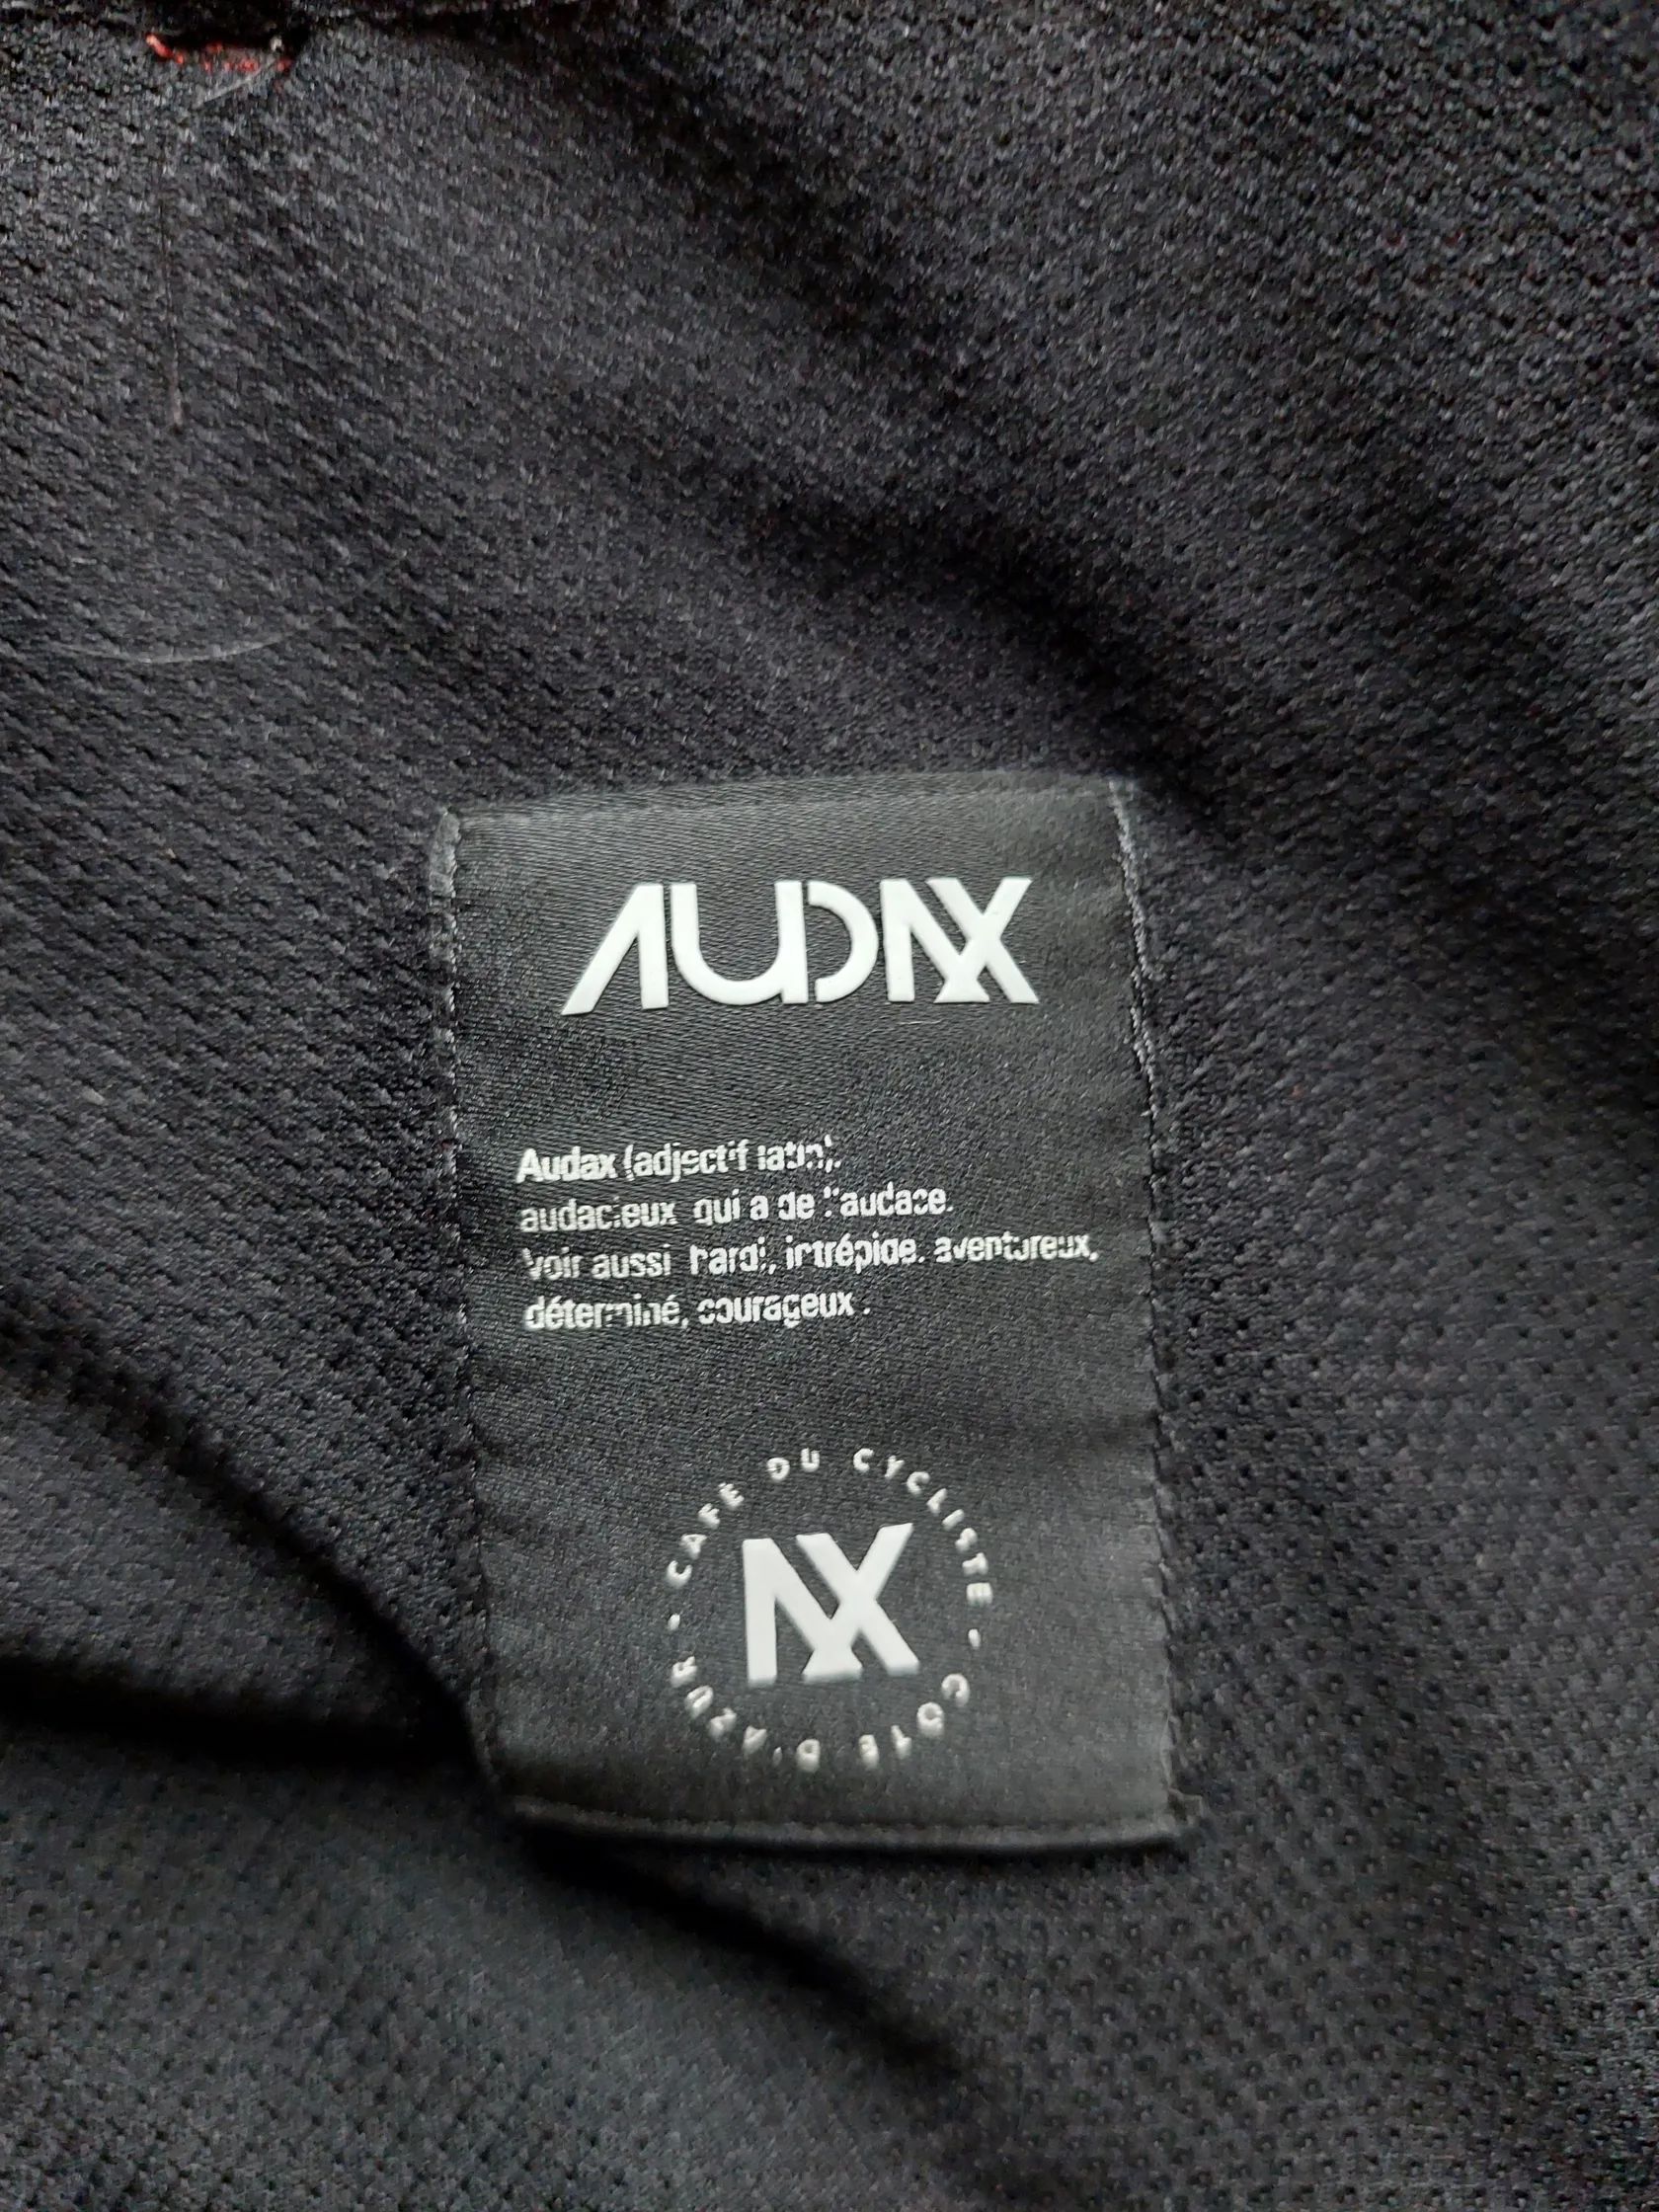 AUDAX
Audax (adjectif latin).
audacieux qui a de l'audace.
Voir aussi hardi, intrépide, aventureux,
déterminé, courageux.
CAFÉ DU CYCLISTE - CÔTE D'AZUR -
AX